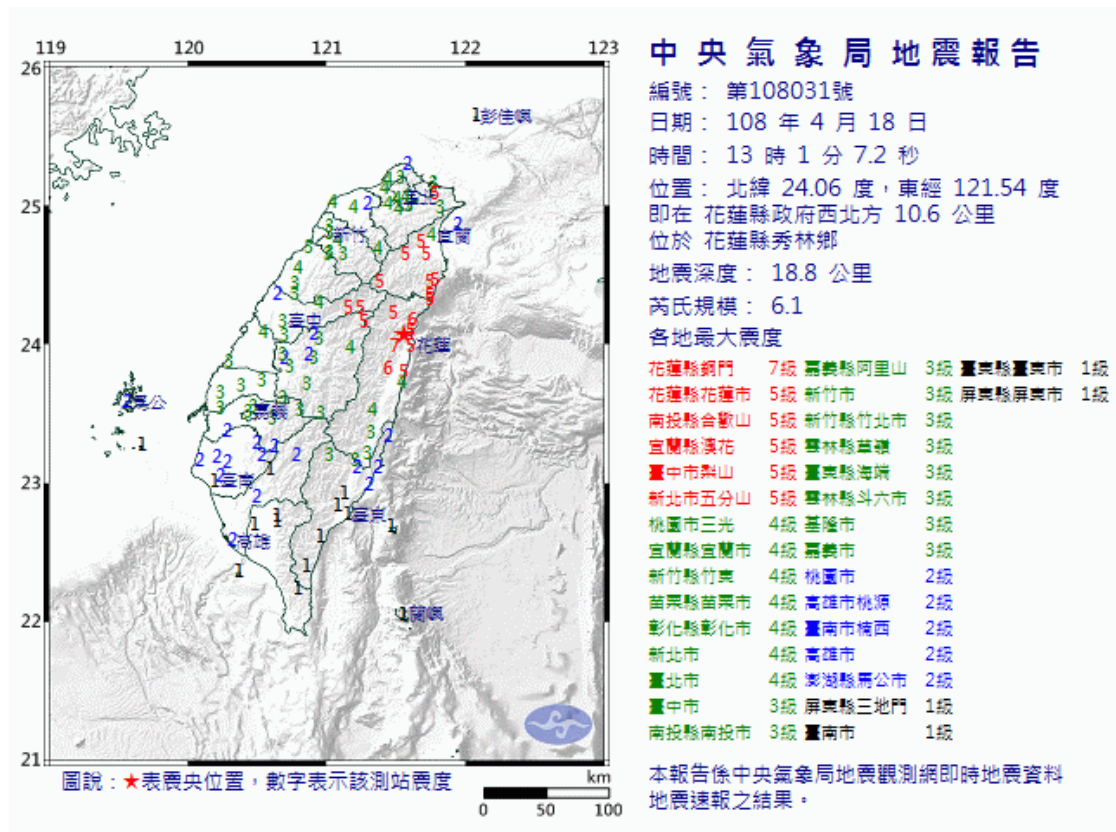 119 120 121 122 123
26
25
24
23
22
21
彭佳嶼
臺北
新竹
宜蘭
臺中
花蓮
馬公
嘉義
臺南
臺東
高雄
蘭嶼
圖說：★表震央位置，數字表示該測站震度
km
0 50 100
中央氣象局地震報告
編號： 第108031號
日期： 108 年 4 月 18 日
時間： 13 時 1 分 7.2 秒
位置： 北緯 24.06 度，東經 121.54 度
即在 花蓮縣政府西北方 10.6 公里
位於 花蓮縣秀林鄉
地震深度： 18.8 公里
芮氏規模： 6.1
各地最大震度
花蓮縣銅門 7級 嘉義縣阿里山 3級 臺東縣臺東市 1級
花蓮縣花蓮市 5級 新竹市 3級 屏東縣屏東市 1級
南投縣合歡山 5級 新竹縣竹北市 3級
宜蘭縣澳花 5級 雲林縣草嶺 3級
臺中市梨山 5級 臺東縣海端 3級
新北市五分山 5級 雲林縣斗六市 3級
桃園市三光 4級 基隆市 3級
宜蘭縣宜蘭市 4級 嘉義市 3級
新竹縣竹東 4級 桃園市 2級
苗栗縣苗栗市 4級 高雄市桃源 2級
彰化縣彰化市 4級 臺南市楠西 2級
新北市 4級 高雄市 2級
臺北市 4級 澎湖縣馬公市 2級
臺中市 3級 屏東縣三地門 1級
南投縣南投市 3級 臺南市 1級
本報告係中央氣象局地震觀測網即時地震資料
地震速報之結果。